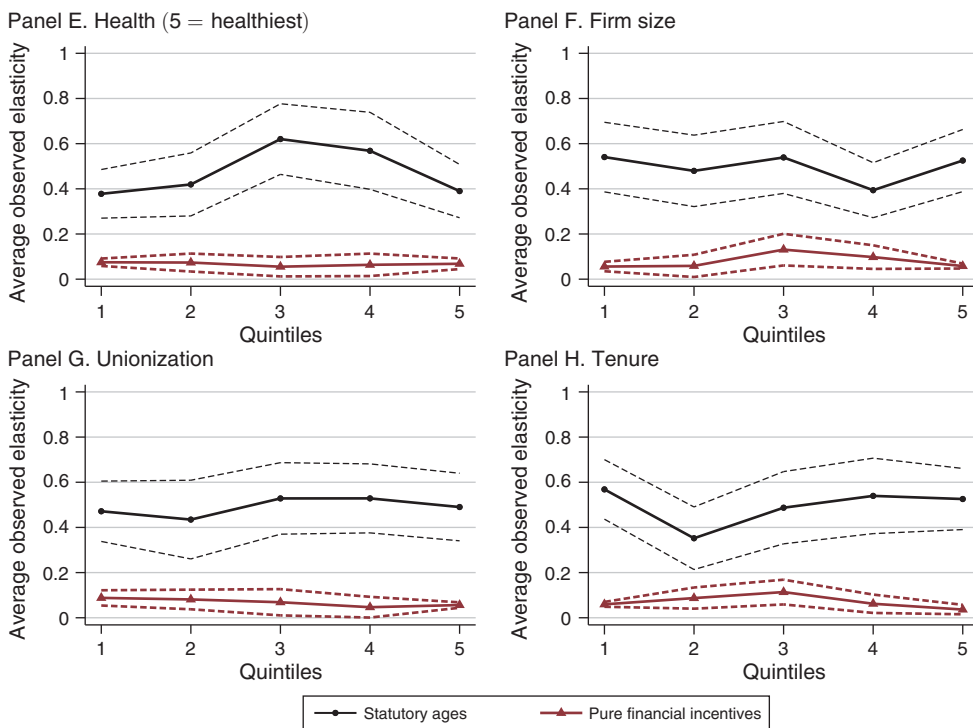 Panel E. Health (5 = healthiest)
Average observed elasticity
1
0.8
0.6
0.4
0.2
0
1 2 3 4 5
Quintiles
Panel F. Firm size
Average observed elasticity
1
0.8
0.6
0.4
0.2
0
1 2 3 4 5
Quintiles
Panel G. Unionization
Average observed elasticity
1
0.8
0.6
0.4
0.2
0
1 2 3 4 5
Quintiles
Panel H. Tenure
Average observed elasticity
1
0.8
0.6
0.4
0.2
0
1 2 3 4 5
Quintiles
Statutory ages
Pure financial incentives